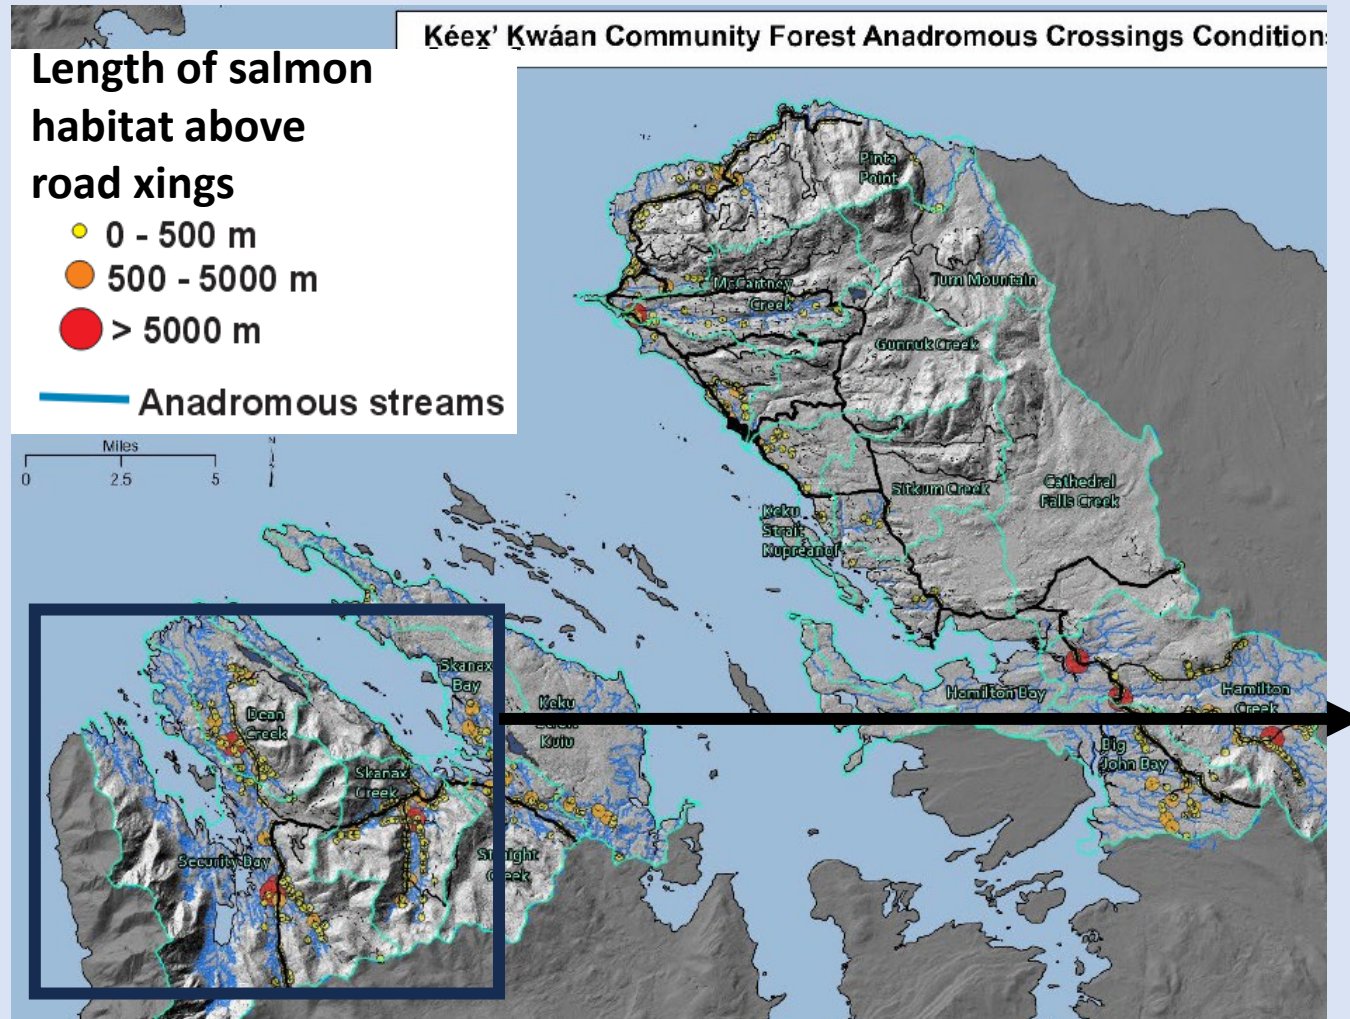 Ḵéex̱’ Ḵwáan Community Forest Anadromous Crossings Condition
Length of salmon
habitat above
road xings
0 - 500 m
500 - 5000 m
> 5000 m
Anadromous streams
Miles
0 2.5 5
N
Pinta
Point
McCartney
Creek
Turn Mountain
Gunnuk Creek
Sitkum Creek
Cathedral
Falls Creek
Keku
Strait
Kupreanof
Skanax
Bay
Keku
Kuiu
Hamilton Bay
Hamilton
Creek
Big
John Bay
Dean
Creek
Skanax
Creek
Security Bay
Straight
Creek